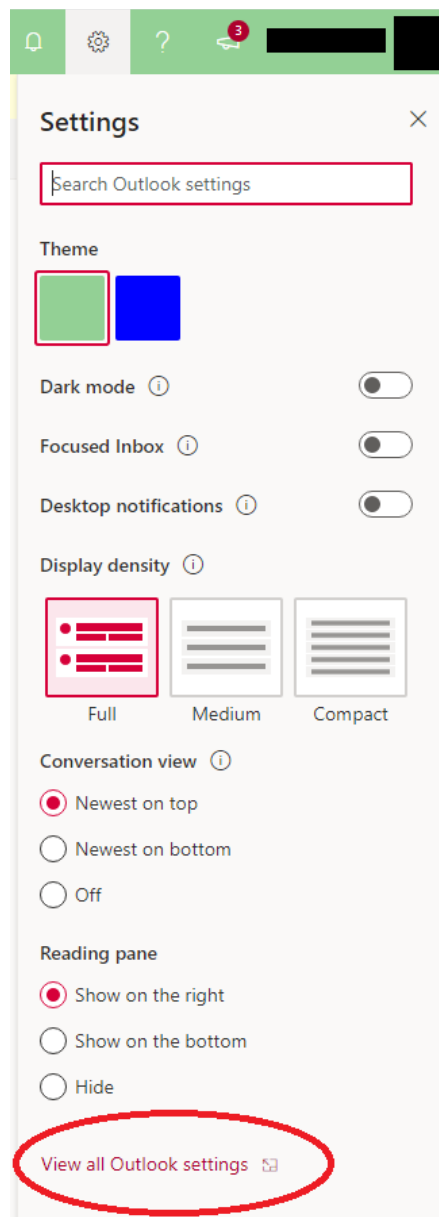 ?
3
Settings
Search Outlook settings
Theme
Dark mode
Focused Inbox
Desktop notifications
Display density
Full Medium Compact
Conversation view
Newest on top
Newest on bottom
Off
Reading pane
Show on the right
Show on the bottom
Hide
View all Outlook settings